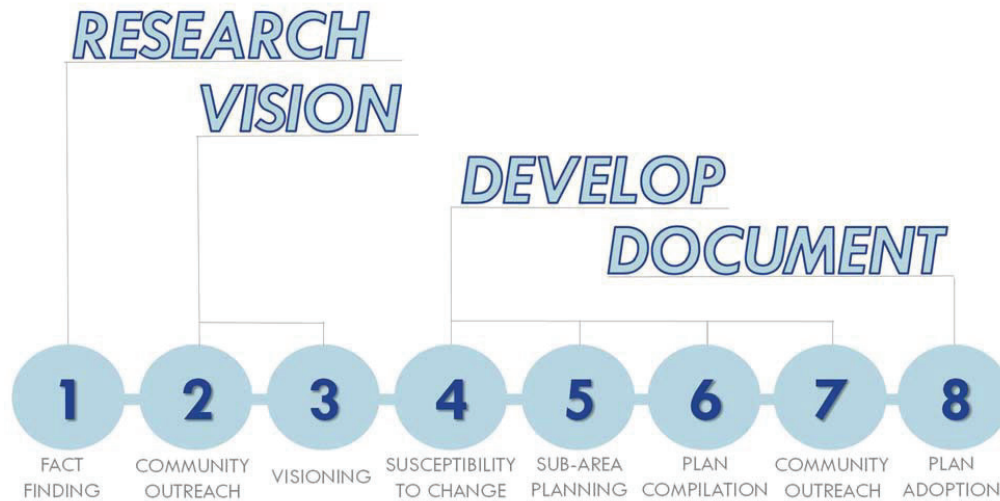 RESEARCH
VISION
DEVELOP
DOCUMENT
1
2
3
4
5
6
7
8
FACT
FINDING
COMMUNITY
OUTREACH
VISIONING
SUSCEPTIBILITY
TO CHANGE
SUB-AREA
PLANNING
PLAN
COMPILATION
COMMUNITY
OUTREACH
PLAN
ADOPTION